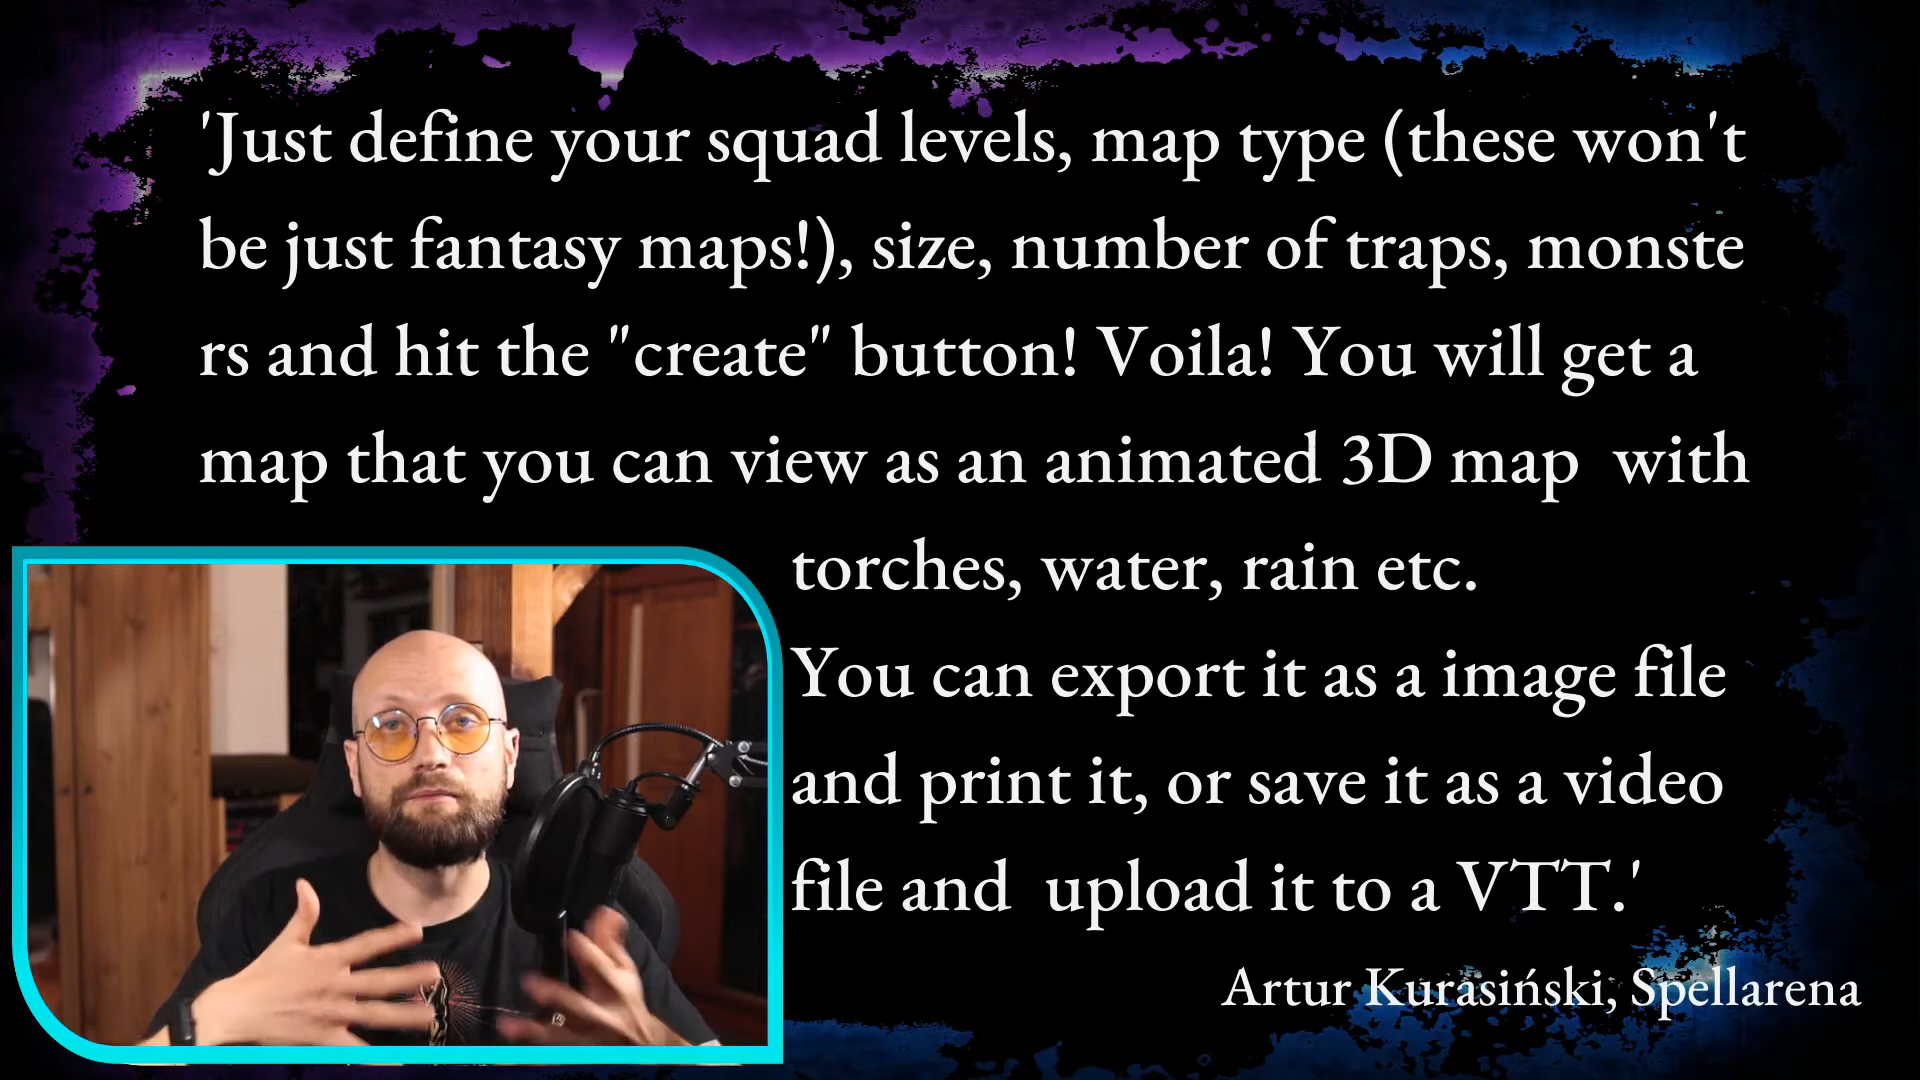 'Just define your squad levels, map type (these won't
be just fantasy maps!), size, number of traps, monste
rs and hit the "create" button! Voila! You will get a
map that you can view as an animated 3D map  with
torches, water, rain etc.
You can export it as a image file
and print it, or save it as a video
file and  upload it to a VTT.'
Artur Kurasiński, Spellarena